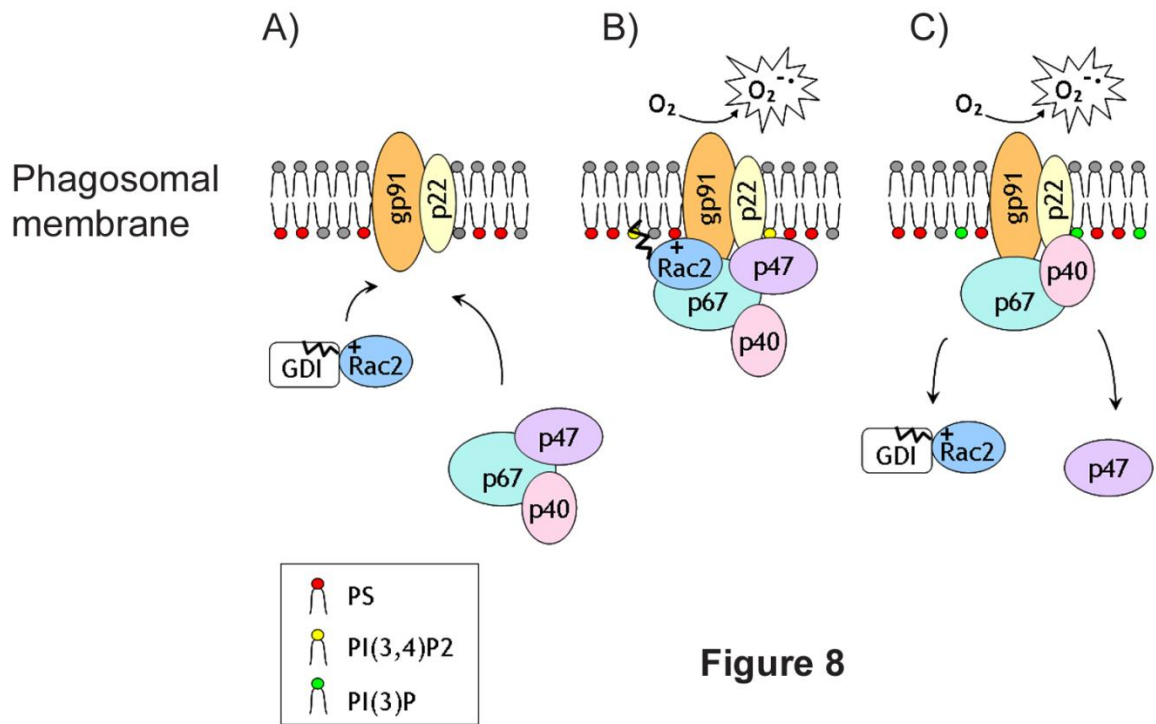 A)
B)
C)
Phagosomal
membrane
gp91
p22
GDI
+
Rac2
p67
p47
p40
O₂
O₂⁻·
gp91
p22
+
Rac2
p67
p47
p40
O₂
O₂⁻·
gp91
p22
p67
p40
GDI
+
Rac2
p47
PS
PI(3,4)P2
PI(3)P
Figure 8